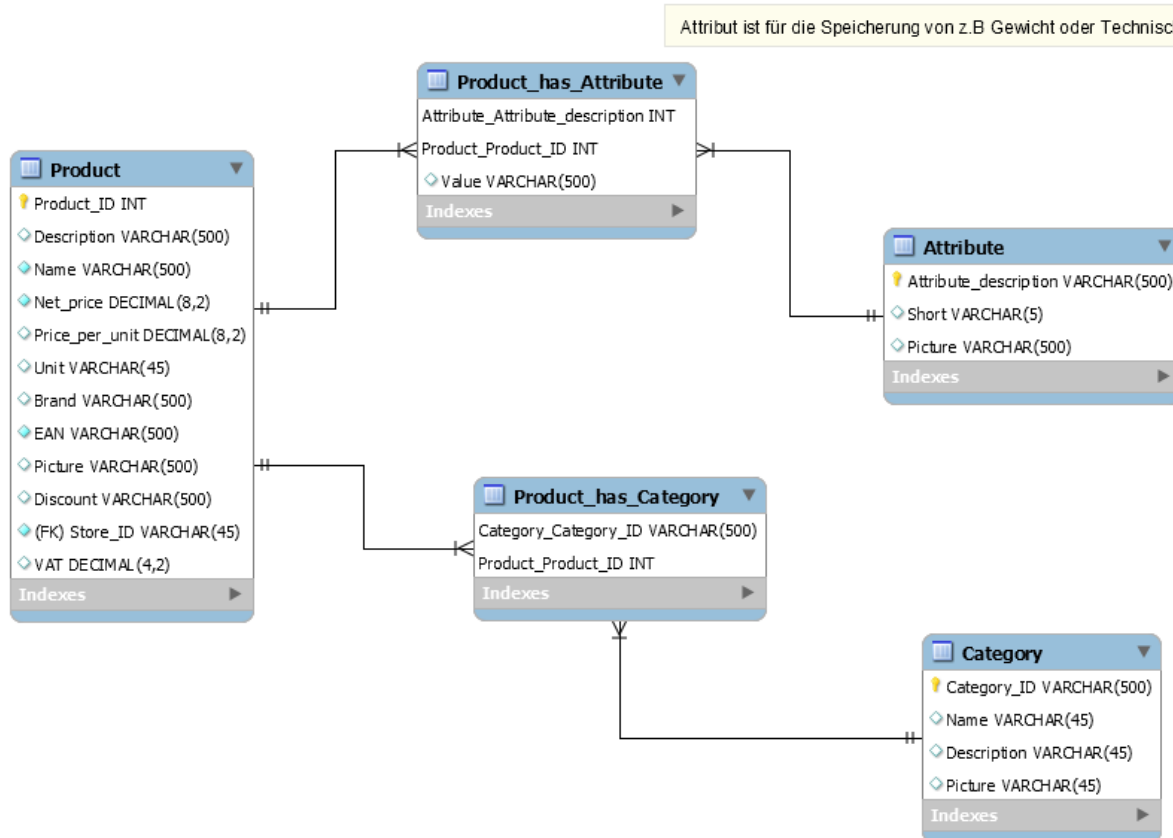 Attribut ist für die Speicherung von z.B Gewicht oder Technisc
Product_has_Attribute
Attribute_Attribute_description INT
Product_Product_ID INT
Value VARCHAR(500)
Indexes
Product
Product_ID INT
Description VARCHAR(500)
Name VARCHAR(500)
Net_price DECIMAL(8,2)
Price_per_unit DECIMAL(8,2)
Unit VARCHAR(45)
Brand VARCHAR(500)
EAN VARCHAR(500)
Picture VARCHAR(500)
Discount VARCHAR(500)
(FK) Store_ID VARCHAR(45)
VAT DECIMAL(4,2)
Indexes
Attribute
Attribute_description VARCHAR(500)
Short VARCHAR(5)
Picture VARCHAR(500)
Indexes
Product_has_Category
Category_Category_ID VARCHAR(500)
Product_Product_ID INT
Indexes
Category
Category_ID VARCHAR(500)
Name VARCHAR(45)
Description VARCHAR(45)
Picture VARCHAR(45)
Indexes